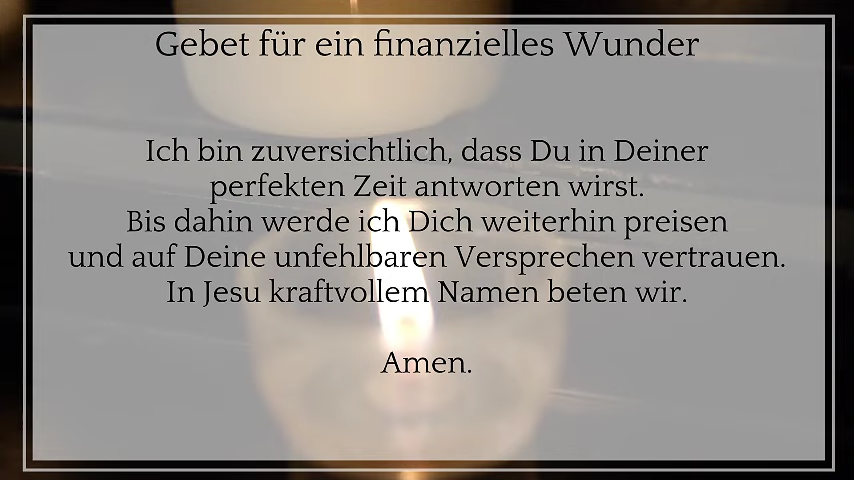 Gebet für ein finanzielles Wunder
Ich bin zuversichtlich, dass Du in Deiner
perfekten Zeit antworten wirst.
Bis dahin werde ich Dich weiterhin preisen
und auf Deine unfehlbaren Versprechen vertrauen.
In Jesu kraftvollem Namen beten wir.
Amen.